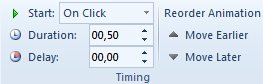 Start: On Click Reorder Animation
Duration: 00,50 Move Earlier
Delay: 00,00 Move Later
Timing